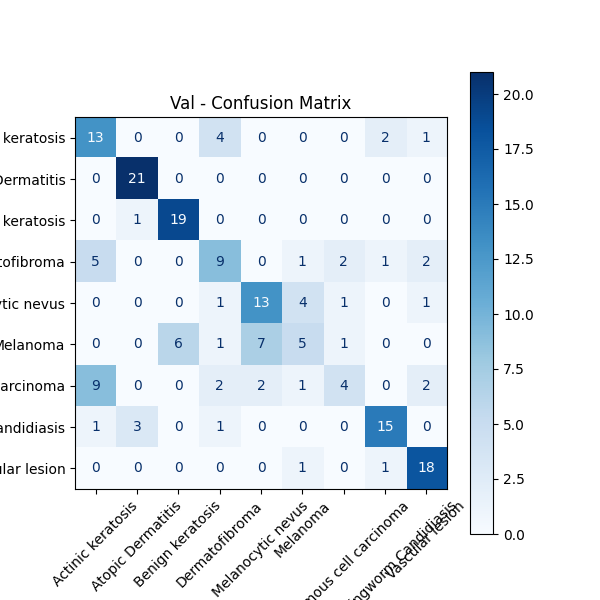 Val - Confusion Matrix
keratosis 13 0 0 4 0 0 0 2 1
Dermatitis 0 21 0 0 0 0 0 0 0
keratosis 0 1 19 0 0 0 0 0 0
tofibroma 5 0 0 9 0 1 2 1 2
ytic nevus 0 0 0 1 13 4 1 0 1
Melanoma 0 0 6 1 7 5 1 0 0
arcinoma 9 0 0 2 2 1 4 0 2
andidiasis 1 3 0 1 0 0 0 15 0
ular lesion 0 0 0 0 0 1 0 1 18
Actinic keratosis
Atopic Dermatitis
Benign keratosis
Dermatofibroma
Melanocytic nevus
Melanoma
mous cell carcinoma
ngworm Candidiasis
Vascular lesion
20.0
17.5
15.0
12.5
10.0
7.5
5.0
2.5
0.0